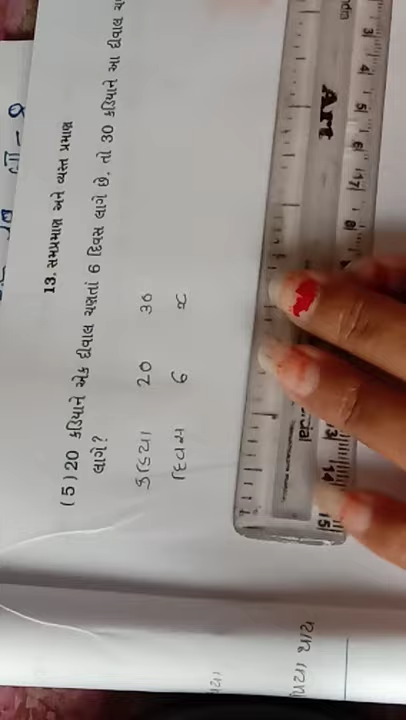 13. સમપ્રમાણ અને વ્યસ્ત પ્રમાણ
(5) 20 કડિયાને એક દીવાલ ચણતાં 6 દિવસ લાગે છે. તો 30 કડિયાને આ દીવાલ
લાગે?
કડિયા 20 30
દિવસ 6 x
Art